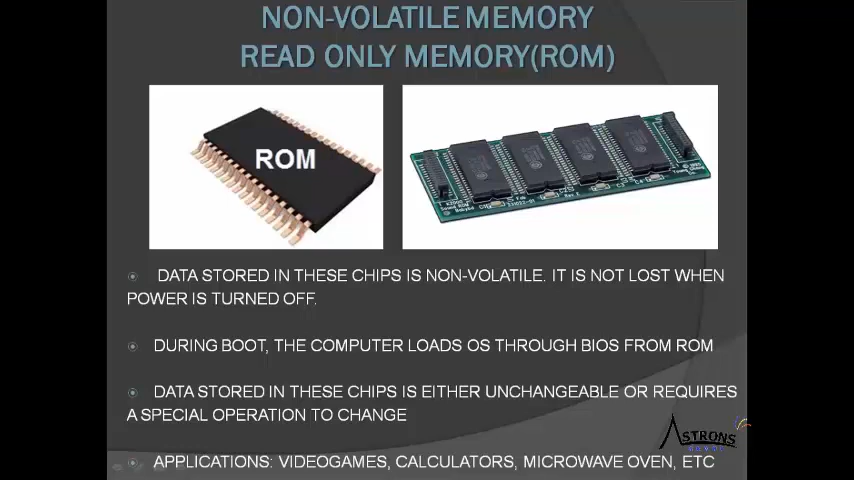 NON-VOLATILE MEMORY
READ ONLY MEMORY(ROM)
ROM
DATA STORED IN THESE CHIPS IS NON-VOLATILE. IT IS NOT LOST WHEN
POWER IS TURNED OFF.
DURING BOOT, THE COMPUTER LOADS OS THROUGH BIOS FROM ROM
DATA STORED IN THESE CHIPS IS EITHER UNCHANGEABLE OR REQUIRES
A SPECIAL OPERATION TO CHANGE
ASTRONS
APPLICATIONS: VIDEOGAMES, CALCULATORS, MICROWAVE OVEN, ETC